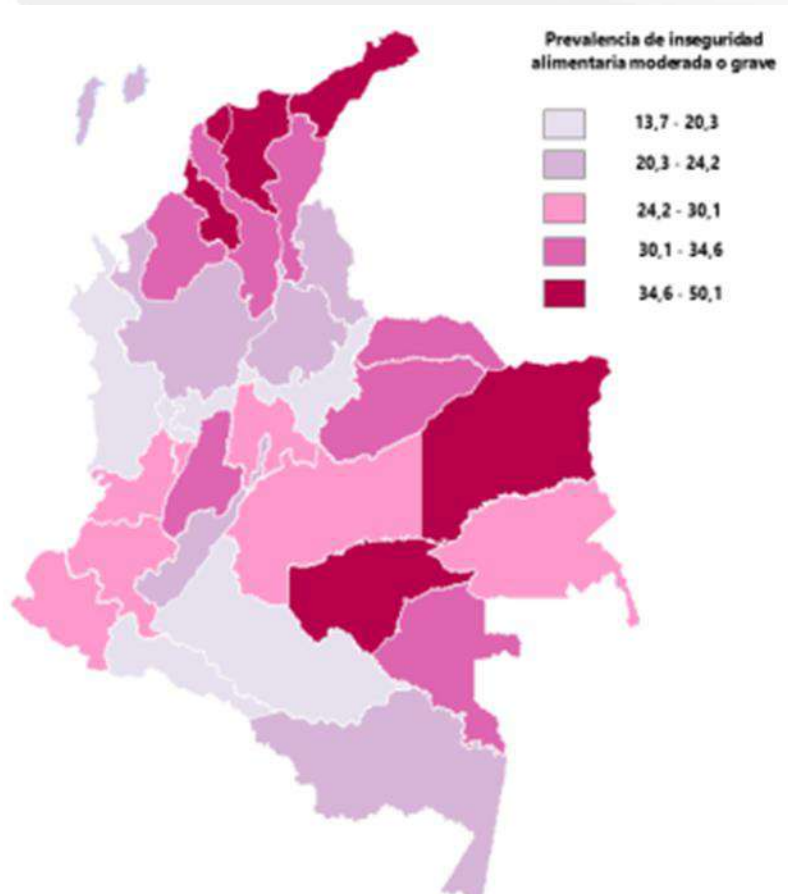 Prevalencia de inseguridad
alimentaria moderada o grave
13,7 - 20,3
20,3 - 24,2
24,2 - 30,1
30,1 - 34,6
34,6 - 50,1